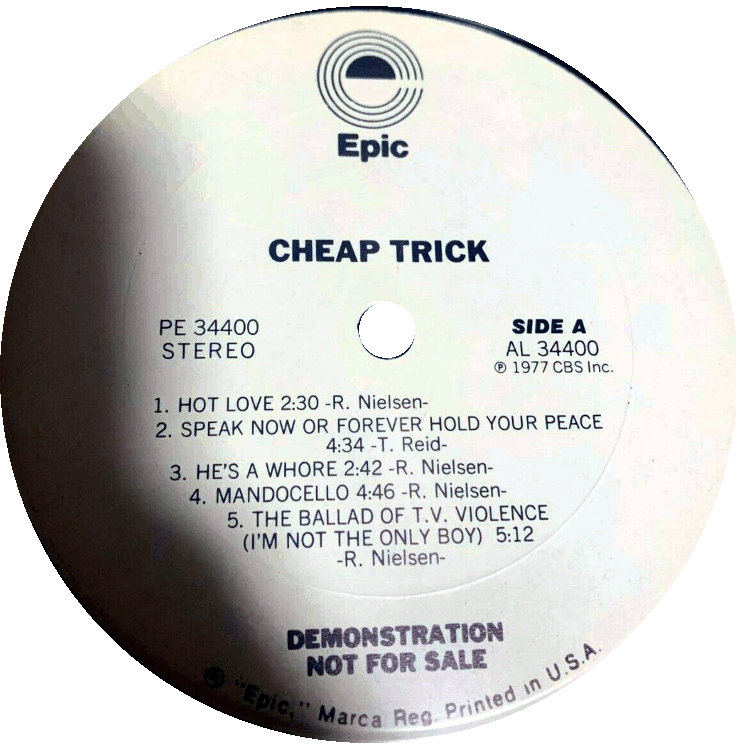 Epic
CHEAP TRICK
PE 34400
STEREO
SIDE A
AL 34400
℗ 1977 CBS Inc.
1. HOT LOVE 2:30 -R. Nielsen-
2. SPEAK NOW OR FOREVER HOLD YOUR PEACE
4:34 -T. Reid-
3. HE'S A WHORE 2:42 -R. Nielsen-
4. MANDOCELLO 4:46 -R. Nielsen-
5. THE BALLAD OF T.V. VIOLENCE
(I'M NOT THE ONLY BOY) 5:12
-R. Nielsen-
DEMONSTRATION
NOT FOR SALE
® "Epic," Marca Reg. Printed in U.S.A.